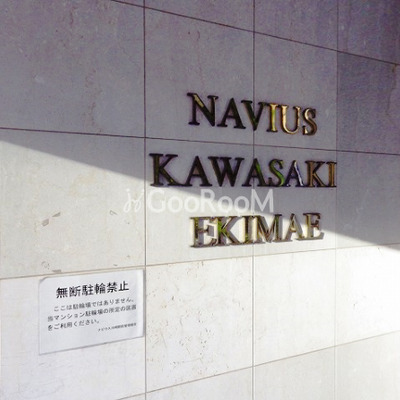 NAVIUS
KAWASAKI
EKIMAE
GooRooM
無断駐輪禁止
ここは駐輪場ではありません。
当マンション駐輪場の所定の区画
をご利用ください。